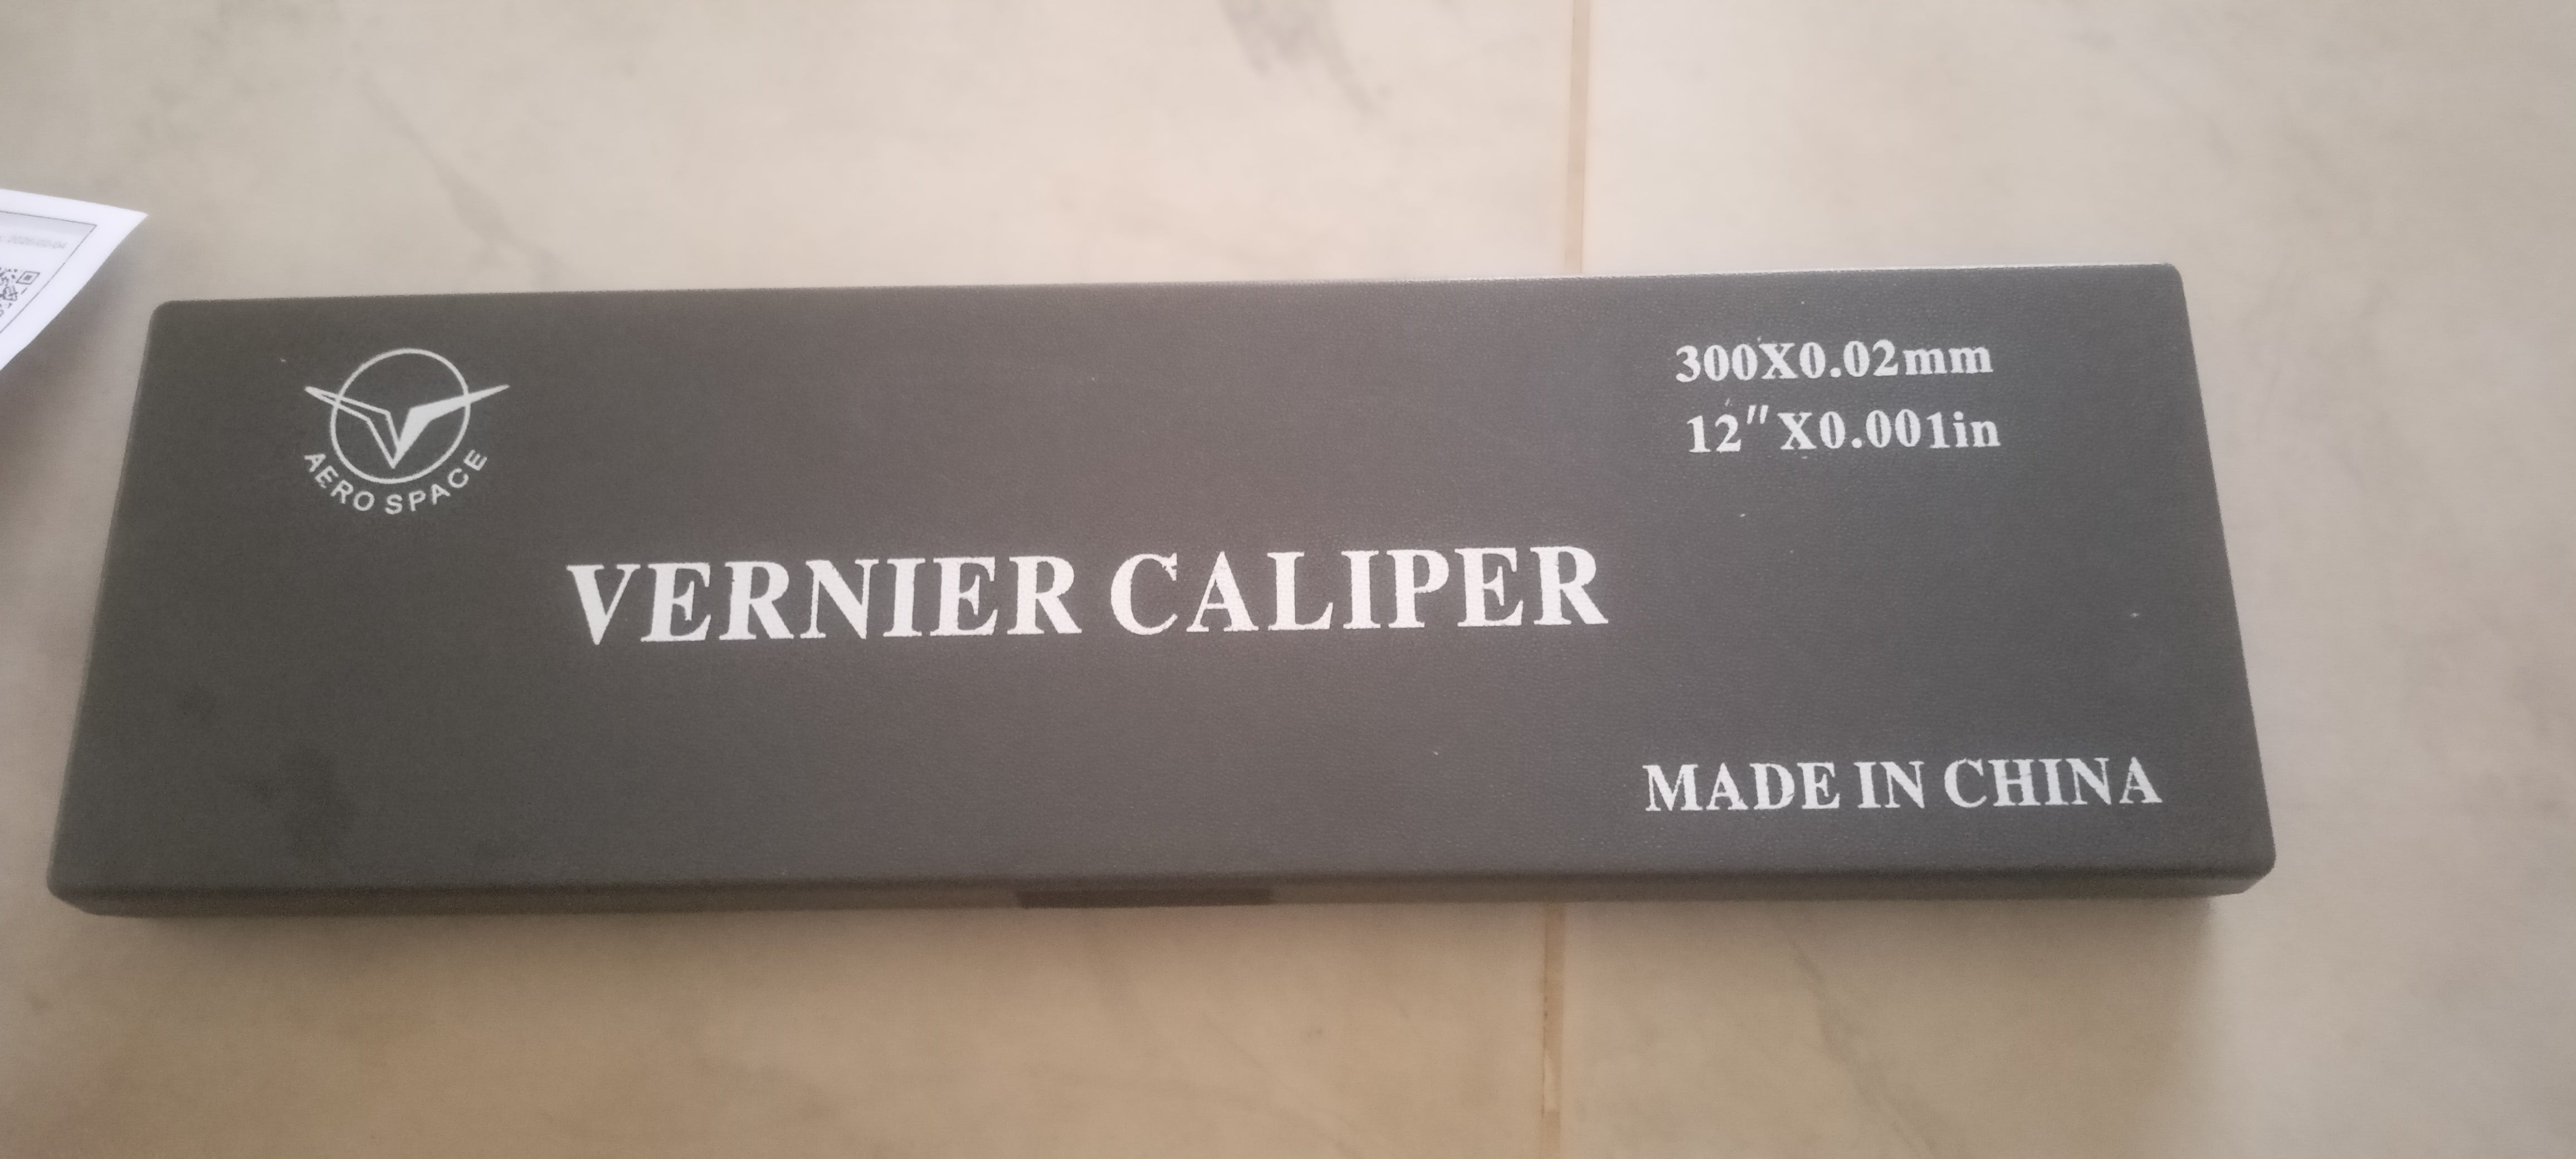 AERO SPACE
300X0.02mm
12"X0.001in
VERNIER CALIPER
MADE IN CHINA